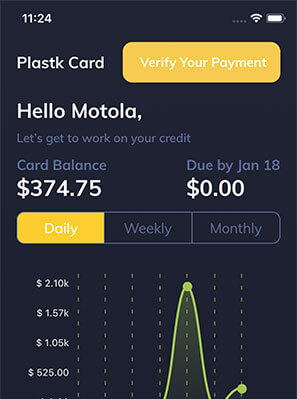 11:24
Plastk Card
Verify Your Payment
Hello Motola,
Let's get to work on your credit
Card Balance
Due by Jan 18
$374.75
$0.00
Daily
Weekly
Monthly
$ 2.10k
$ 1.57k
$ 1.05k
$ 525.00